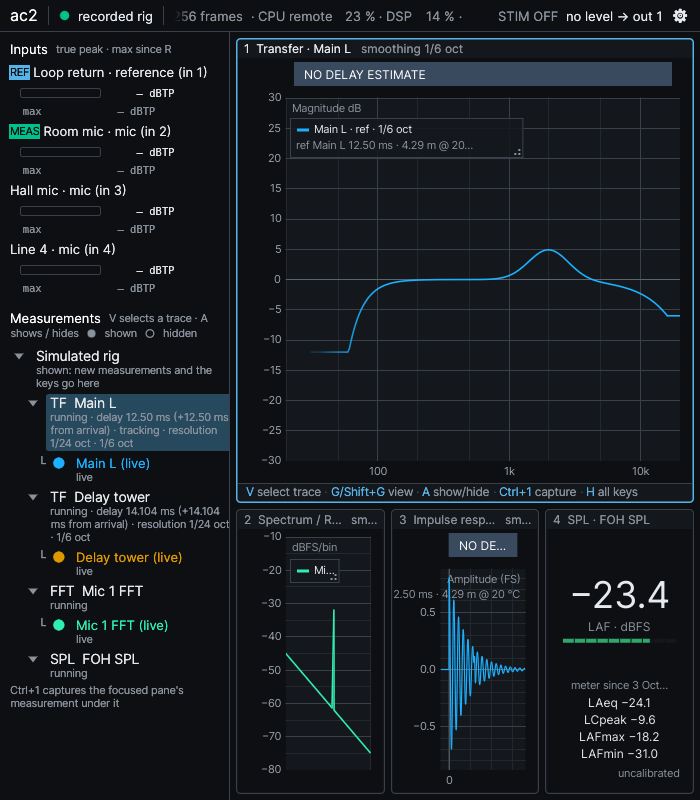 ac2
recorded rig
256 frames · CPU remote 23 % · DSP 14 % ·
STIM OFF no level → out 1
Inputs true peak · max since R
REF Loop return · reference (in 1)
— dBTP
max — dBTP
MEAS Room mic · mic (in 2)
— dBTP
max — dBTP
Hall mic · mic (in 3)
— dBTP
max — dBTP
Line 4 · mic (in 4)
— dBTP
max — dBTP
Measurements V selects a trace · A
shows / hides shown hidden
Simulated rig
shown: new measurements and the
keys go here
TF Main L
running · delay 12.50 ms (+12.50 ms
from arrival) · tracking · resolution
1/24 oct · 1/6 oct
Main L (live)
live
TF Delay tower
running · delay 14.104 ms (+14.104
ms from arrival) · resolution 1/24 oct
· 1/6 oct
Delay tower (live)
live
FFT Mic 1 FFT
running
Mic 1 FFT (live)
live
SPL FOH SPL
running
Ctrl+1 captures the focused pane's
measurement under it
1 Transfer · Main L smoothing 1/6 oct
NO DELAY ESTIMATE
Magnitude dB
Main L · ref · 1/6 oct
ref Main L 12.50 ms · 4.29 m @ 20...
30
25
20
15
10
5
0
−5
−10
−15
−20
−25
−30
100 1k 10k
V select trace · G/Shift+G view · A show/hide · Ctrl+1 capture · H all keys
2 Spectrum / R... sm...
dBFS/bin
Mi...
−10
−20
−30
−40
−50
−60
−70
−80
3 Impulse resp... sm...
NO DE...
Amplitude (FS)
2.50 ms · 4.29 m @ 20 °C
0.5
0.0
−0.5
0
4 SPL · FOH SPL
−23.4
LAF · dBFS
meter since 3 Oct...
LAeq −24.1
LCpeak −9.6
LAFmax −18.2
LAFmin −31.0
uncalibrated